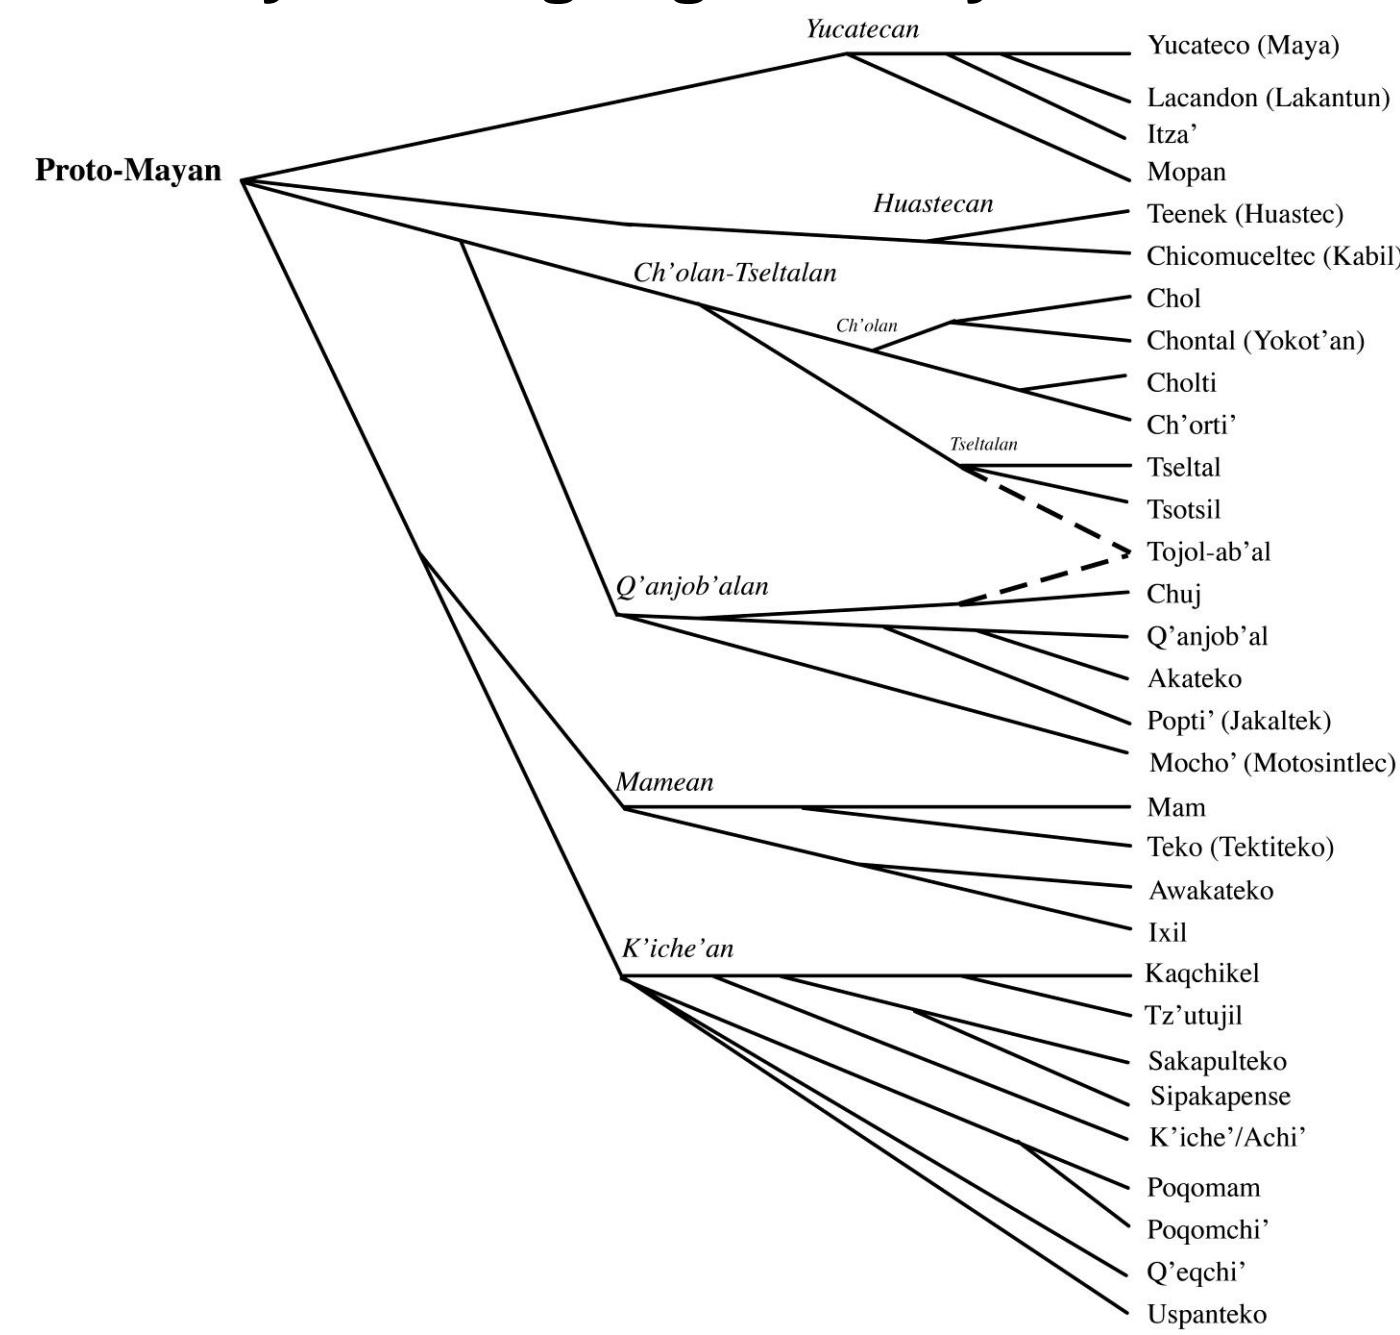 Yucatecan
Yucateco (Maya)
Lacandon (Lakantun)
Itza’
Proto-Mayan
Mopan
Huastecan
Teenek (Huastec)
Chicomuceltec (Kabil)
Ch’olan-Tseltalan
Chol
Ch’olan
Chontal (Yokot’an)
Cholti
Ch’orti’
Tseltalan
Tseltal
Tsotsil
Tojol-ab’al
Q’anjob’alan
Chuj
Q’anjob’al
Akateko
Popti’ (Jakaltek)
Mocho’ (Motosintlec)
Mamean
Mam
Teko (Tektiteko)
Awakateko
Ixil
K’iche’an
Kaqchikel
Tz’utujil
Sakapulteko
Sipakapense
K’iche’/Achi’
Poqomam
Poqomchi’
Q’eqchi’
Uspanteko